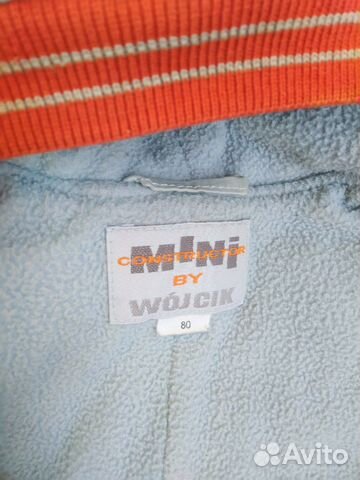 MINI
CONSTRUCTOR
BY
WÓJCIK
80
Avito